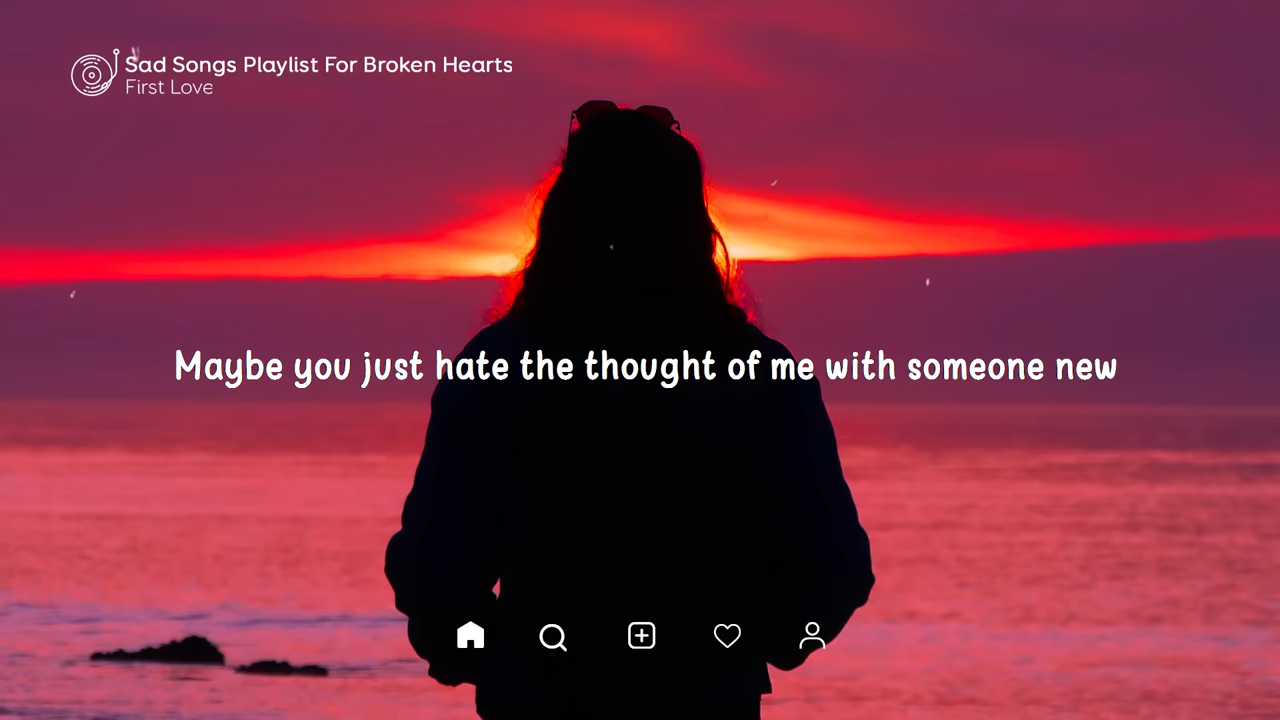 Sad Songs Playlist For Broken Hearts
First Love
Maybe you just hate the thought of me with someone new